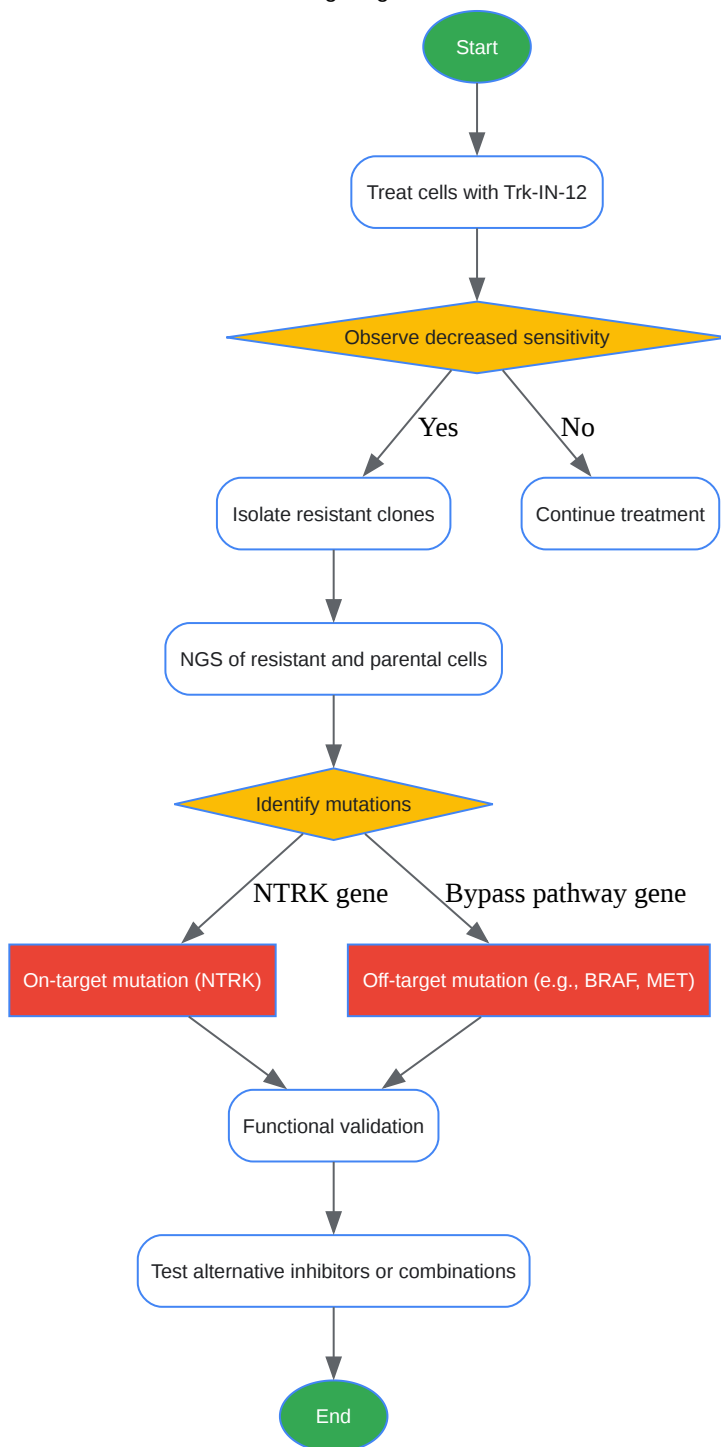 Start
Treat cells with Trk-IN-12
Observe decreased sensitivity
Yes
No
Isolate resistant clones
Continue treatment
NGS of resistant and parental cells
Identify mutations
NTRK gene
Bypass pathway gene
On-target mutation (NTRK)
Off-target mutation (e.g., BRAF, MET)
Functional validation
Test alternative inhibitors or combinations
End